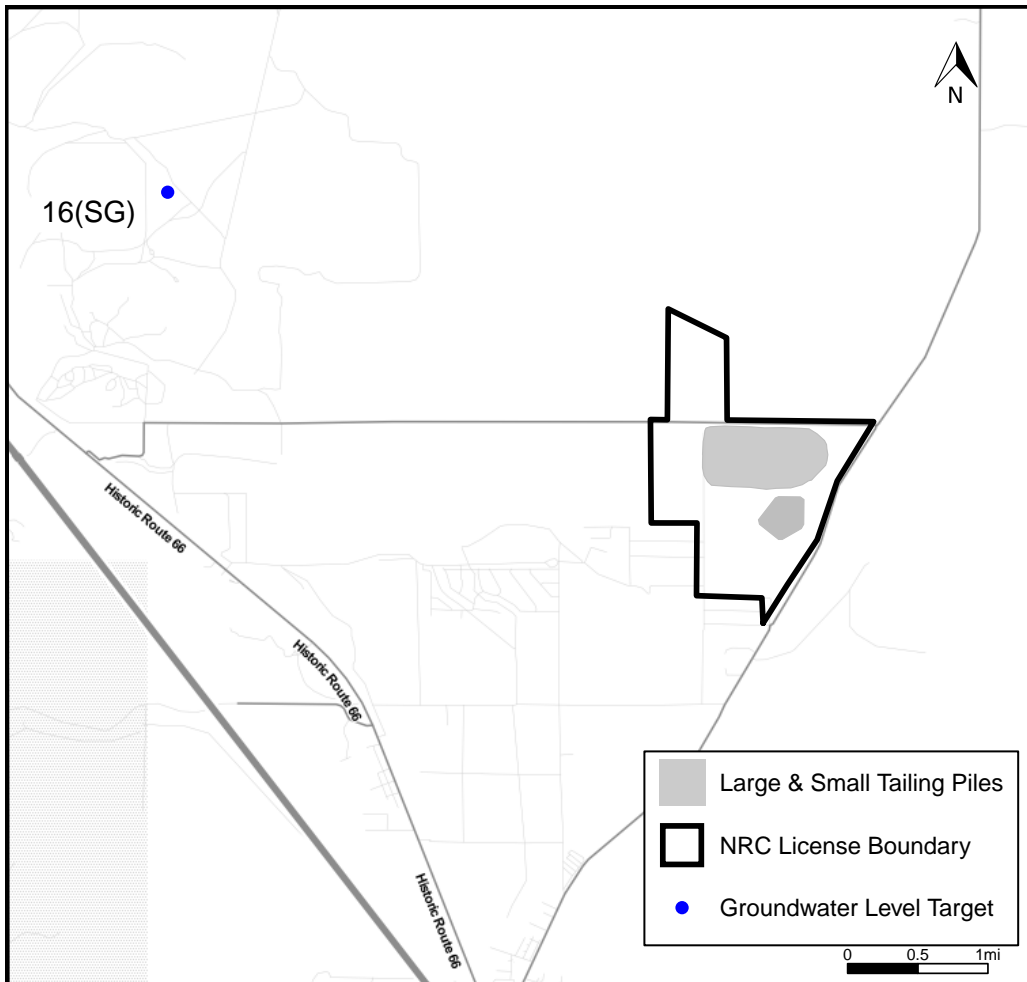 N
16(SG)
Historic Route 66
Historic Route 66
Historic Route 66
Large & Small Tailing Piles
NRC License Boundary
Groundwater Level Target
0 0.5 1mi